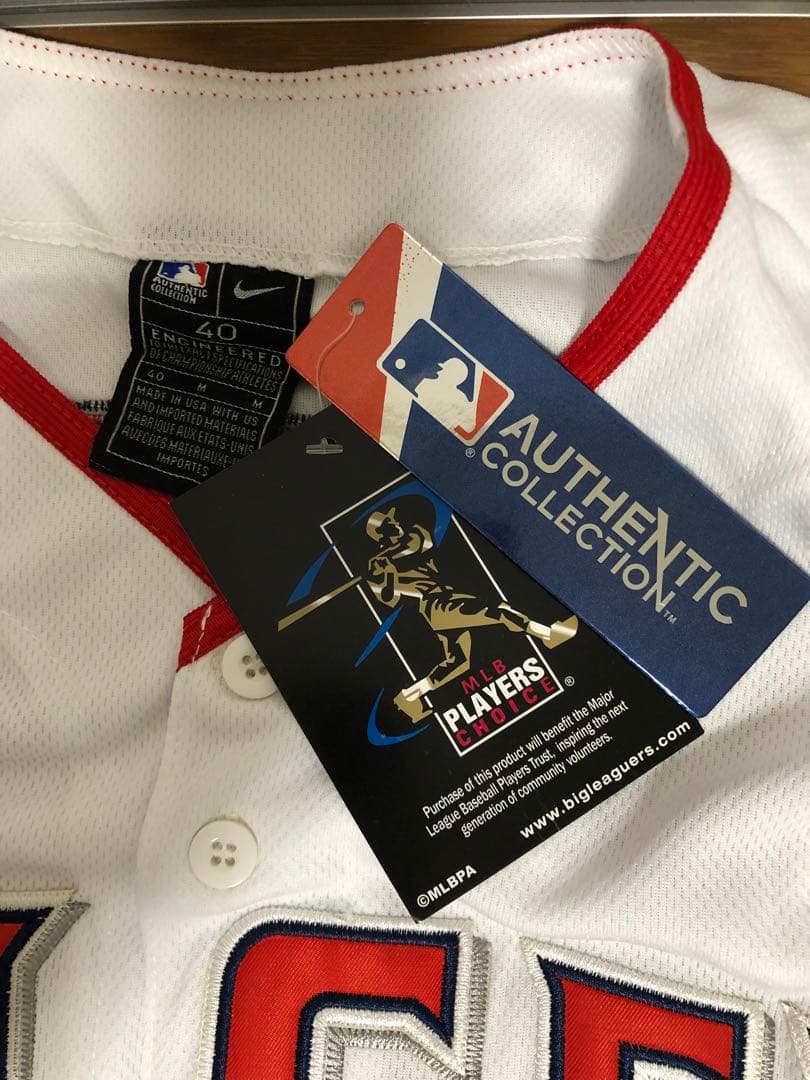 AUTHENTIC
COLLECTION
40
ENGINEERED
TO THE EXACT SPECIFICATIONS
OF CHAMPIONSHIP ATHLETES
40 M M
MADE IN USA WITH US
AND IMPORTED MATERIALS
FABRIQUE AUX ETATS-UNIS
AVEC DES MATERIAUX
IMPORTES
®
AUTHENTIC
COLLECTION™
MLB
PLAYERS
CHOICE®
Purchase of this product will benefit the Major
League Baseball Players Trust, inspiring the next
generation of community volunteers.
www.bigleaguers.com
©MLBPA